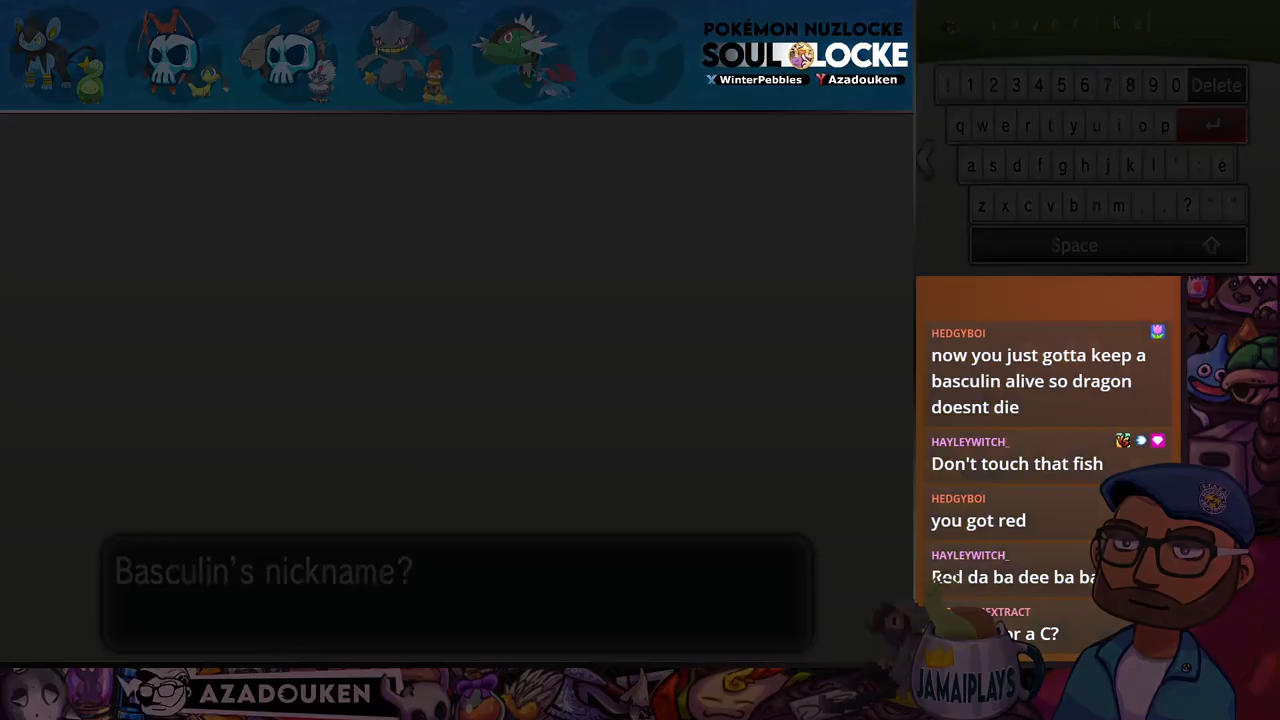 POKÉMON NUZLOCKE
SOUL LOCKE
X WinterPebbles Y Azadouken
! 1 2 3 4 5 6 7 8 9 0 Delete
q w e r t y u i o p
a s d f g h j k l ' : é
z x c v b n m , . ? " "
Space
HEDGYBOI
now you just gotta keep a
basculin alive so dragon
doesnt die
HAYLEYWITCH_
Don't touch that fish
HEDGYBOI
you got red
HAYLEYWITCH_
Red da ba dee ba
EXTRACT
or a C?
Basculin's nickname?
AZADOUKEN
JAMAIPLAYS